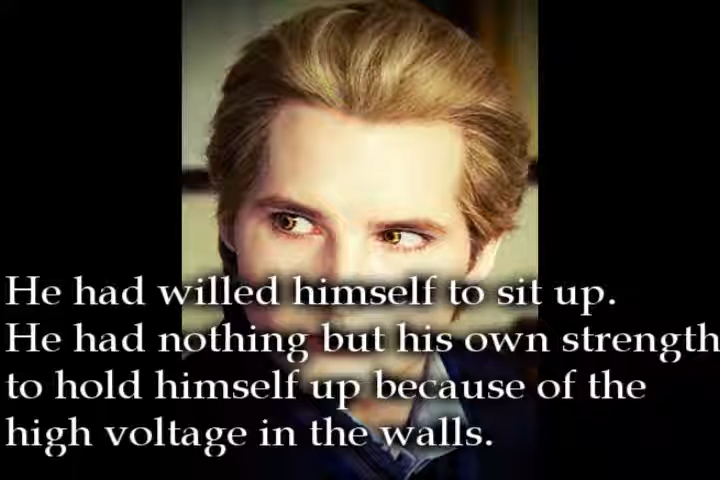 He had willed himself to sit up.
He had nothing but his own strength
to hold himself up because of the
high voltage in the walls.